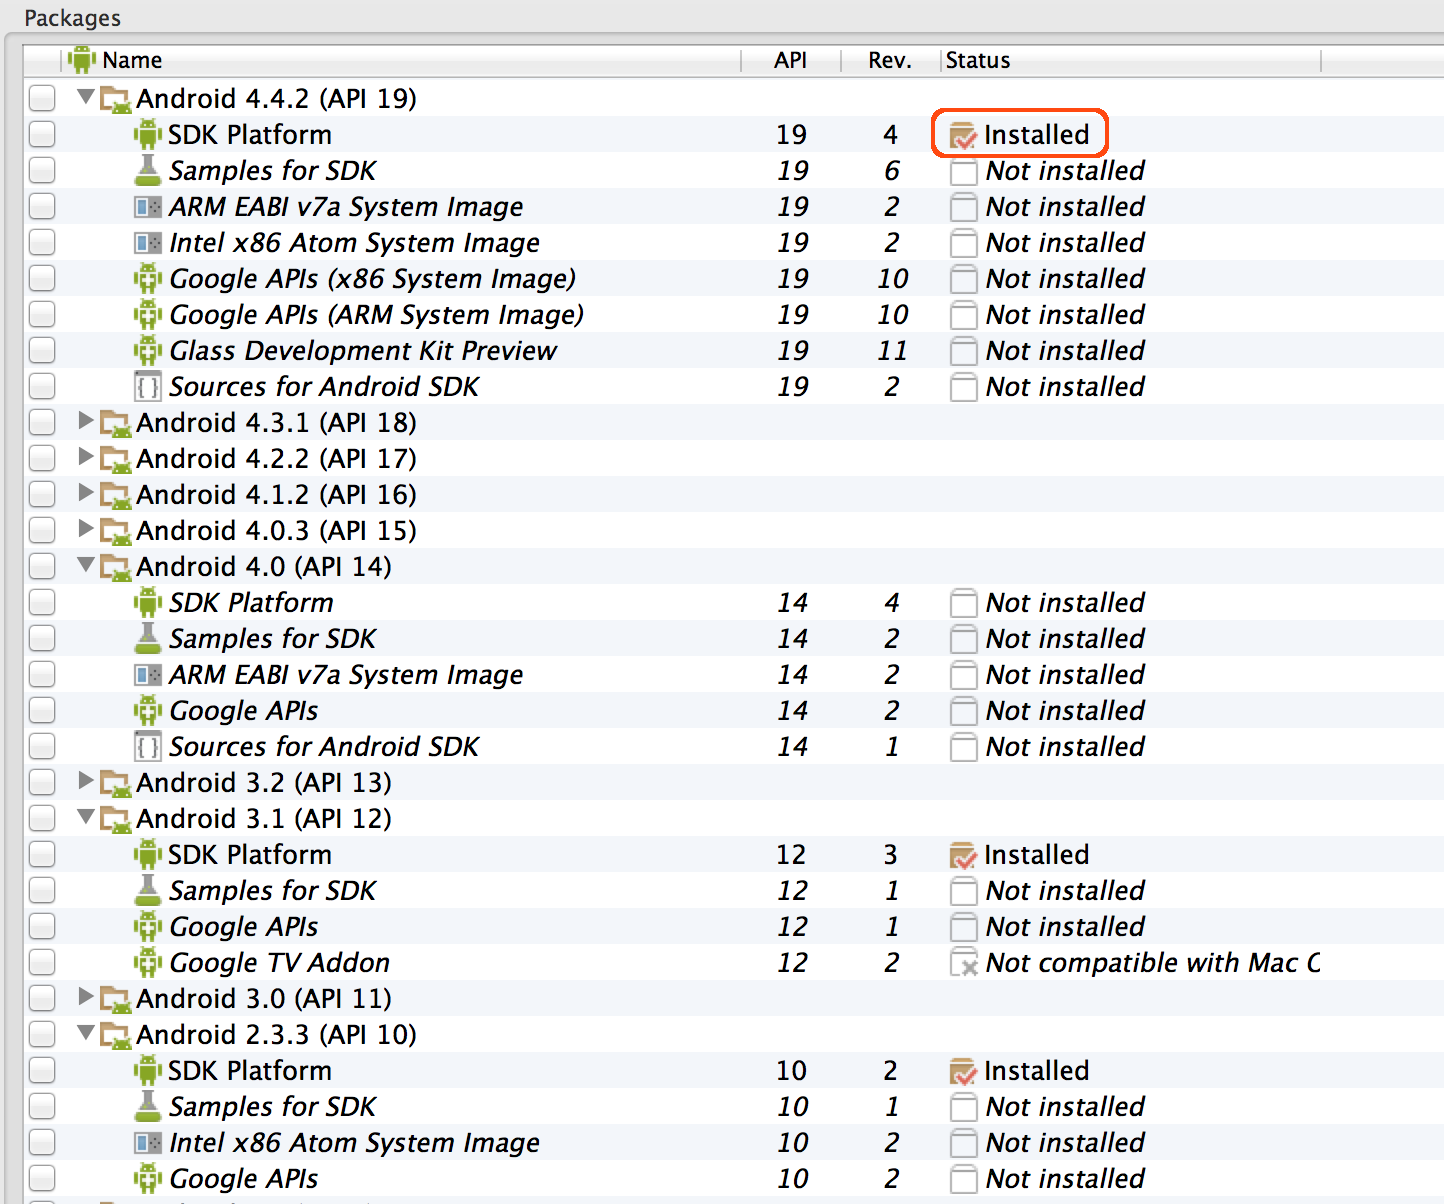 Packages
Name API Rev. Status
Android 4.4.2 (API 19)
SDK Platform 19 4 Installed
Samples for SDK 19 6 Not installed
ARM EABI v7a System Image 19 2 Not installed
Intel x86 Atom System Image 19 2 Not installed
Google APIs (x86 System Image) 19 10 Not installed
Google APIs (ARM System Image) 19 10 Not installed
Glass Development Kit Preview 19 11 Not installed
Sources for Android SDK 19 2 Not installed
Android 4.3.1 (API 18)
Android 4.2.2 (API 17)
Android 4.1.2 (API 16)
Android 4.0.3 (API 15)
Android 4.0 (API 14)
SDK Platform 14 4 Not installed
Samples for SDK 14 2 Not installed
ARM EABI v7a System Image 14 2 Not installed
Google APIs 14 2 Not installed
Sources for Android SDK 14 1 Not installed
Android 3.2 (API 13)
Android 3.1 (API 12)
SDK Platform 12 3 Installed
Samples for SDK 12 1 Not installed
Google APIs 12 1 Not installed
Google TV Addon 12 2 Not compatible with Mac
Android 3.0 (API 11)
Android 2.3.3 (API 10)
SDK Platform 10 2 Installed
Samples for SDK 10 1 Not installed
Intel x86 Atom System Image 10 2 Not installed
Google APIs 10 2 Not installed